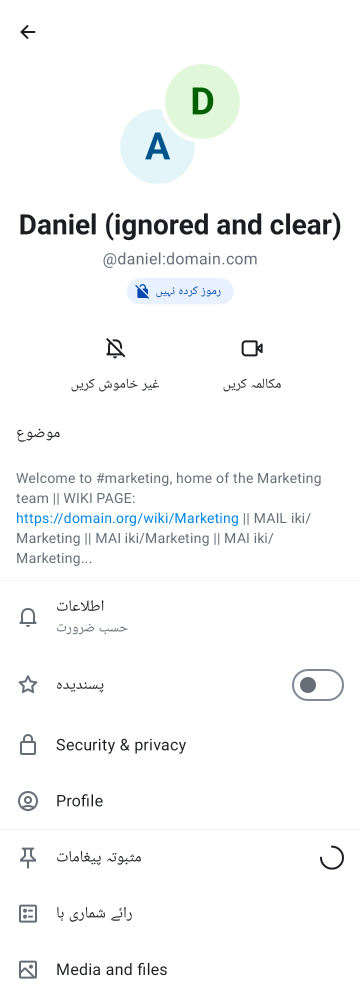 D
A
Daniel (ignored and clear)
@daniel:domain.com
رموز کردہ نہیں
غیر خاموش کریں
مکالمہ کریں
موضوع
Welcome to #marketing, home of the Marketing
team || WIKI PAGE:
https://domain.org/wiki/Marketing || MAIL iki/
Marketing || MAI iki/Marketing || MAI iki/
Marketing...
اطلاعات
حسب ضرورت
پسندیدہ
Security & privacy
Profile
مثبوتہ پیغامات
رائے شماری ہا
Media and files